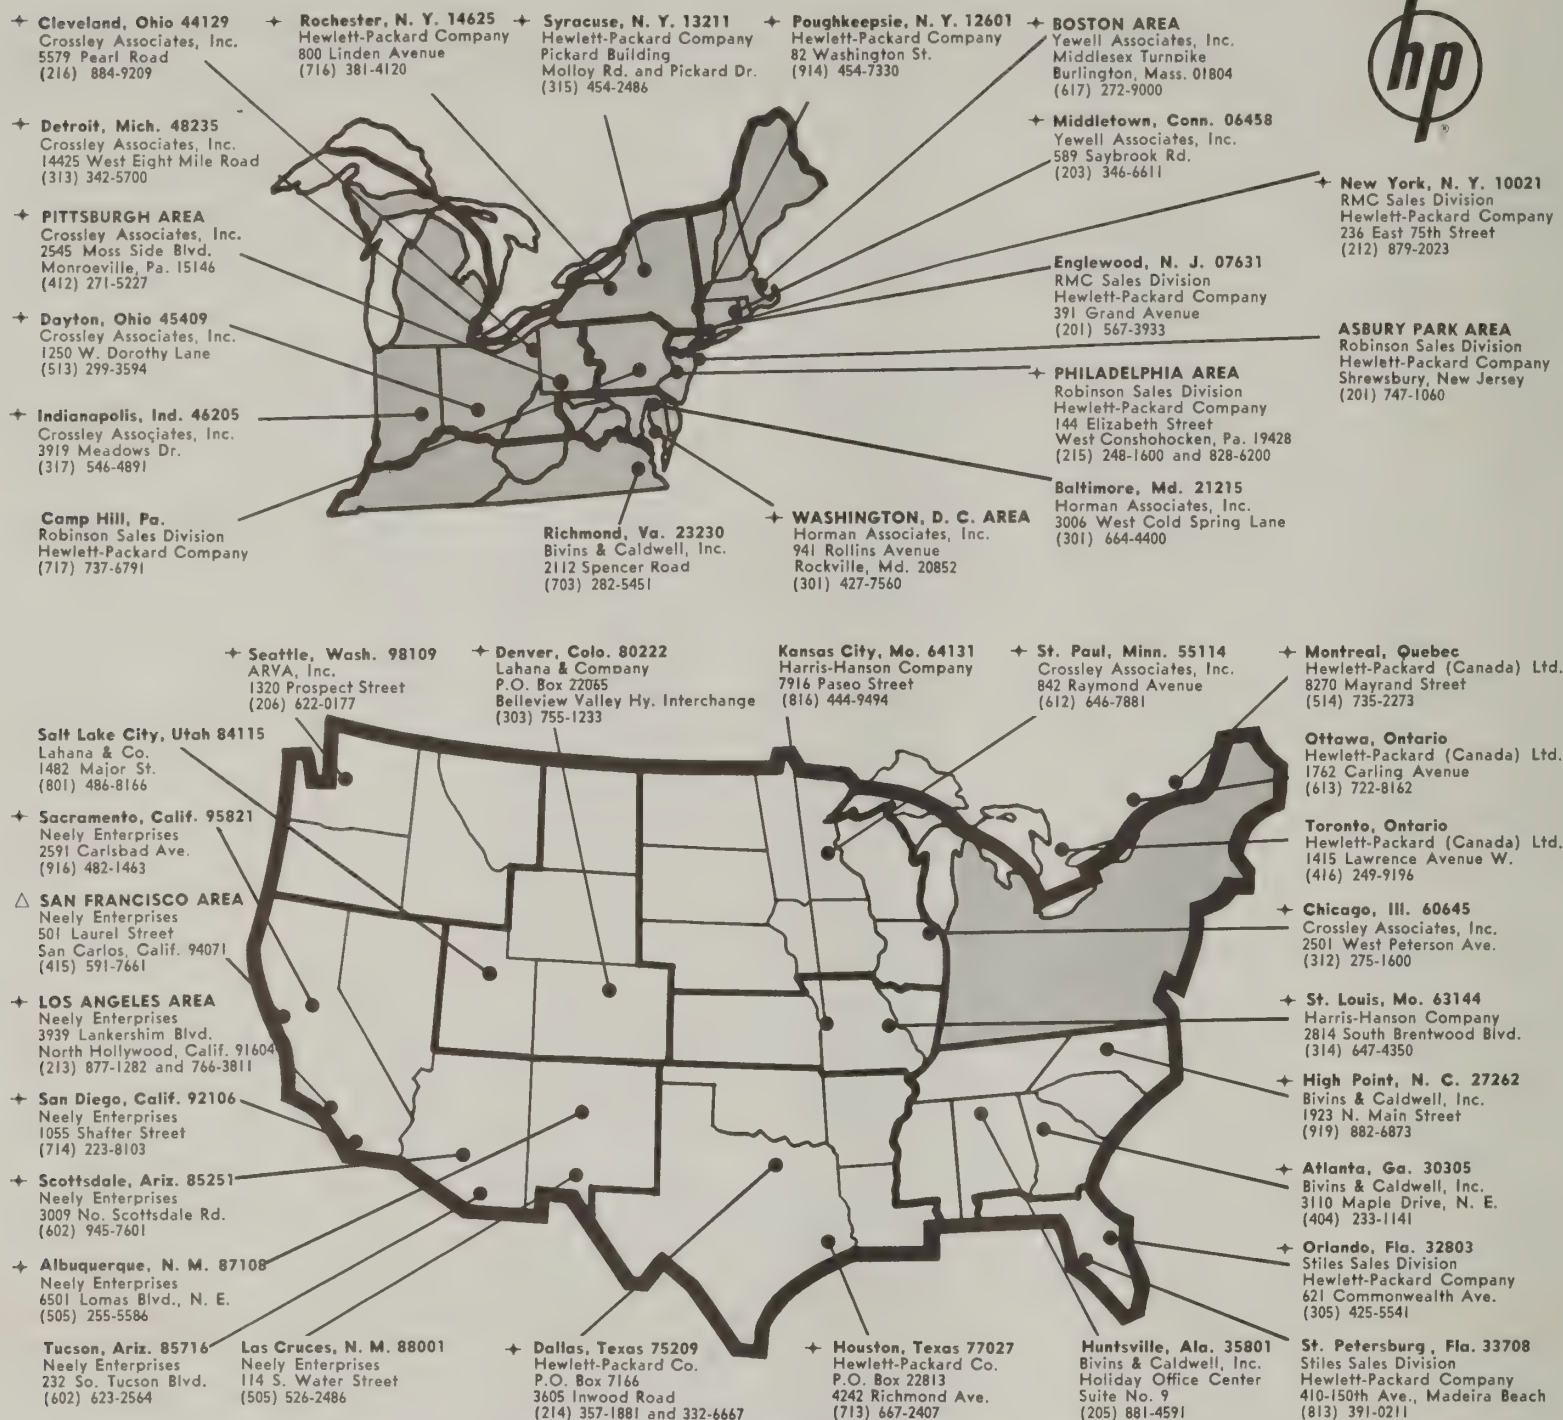 Cleveland, Ohio 44129
Crossley Associates, Inc.
5579 Pearl Road
(216) 884-9209
Rochester, N. Y. 14625
Hewlett-Packard Company
800 Linden Avenue
(716) 381-4120
Syracuse, N. Y. 13211
Hewlett-Packard Company
Pickard Building
Molloy Rd. and Pickard Dr.
(315) 454-2486
Poughkeepsie, N. Y. 12601
Hewlett-Packard Company
82 Washington St.
(914) 454-7330
BOSTON AREA
Yewell Associates, Inc.
Middlesex Turnpike
Burlington, Mass. 01804
(617) 272-9000
hp
®
Detroit, Mich. 48235
Crossley Associates, Inc.
14425 West Eight Mile Road
(313) 342-5700
Middletown, Conn. 06458
Yewell Associates, Inc.
589 Saybrook Rd.
(203) 346-6611
New York, N. Y. 10021
RMC Sales Division
Hewlett-Packard Company
236 East 75th Street
(212) 879-2023
PITTSBURGH AREA
Crossley Associates, Inc.
2545 Moss Side Blvd.
Monroeville, Pa. 15146
(412) 271-5227
Englewood, N. J. 07631
RMC Sales Division
Hewlett-Packard Company
391 Grand Avenue
(201) 567-3933
Dayton, Ohio 45409
Crossley Associates, Inc.
1250 W. Dorothy Lane
(513) 299-3594
ASBURY PARK AREA
Robinson Sales Division
Hewlett-Packard Company
Shrewsbury, New Jersey
(201) 747-1060
PHILADELPHIA AREA
Robinson Sales Division
Hewlett-Packard Company
144 Elizabeth Street
West Conshohocken, Pa. 19428
(215) 248-1600 and 828-6200
Indianapolis, Ind. 46205
Crossley Associates, Inc.
3919 Meadows Dr.
(317) 546-4891
Baltimore, Md. 21215
Horman Associates, Inc.
3006 West Cold Spring Lane
(301) 664-4400
Camp Hill, Pa.
Robinson Sales Division
Hewlett-Packard Company
(717) 737-6791
Richmond, Va. 23230
Bivins & Caldwell, Inc.
2112 Spencer Road
(703) 282-5451
WASHINGTON, D. C. AREA
Horman Associates, Inc.
941 Rollins Avenue
Rockville, Md. 20852
(301) 427-7560
Seattle, Wash. 98109
ARVA, Inc.
1320 Prospect Street
(206) 622-0177
Denver, Colo. 80222
Lahana & Company
P.O. Box 22065
Belleview Valley Hy. Interchange
(303) 755-1233
Kansas City, Mo. 64131
Harris-Hanson Company
7916 Paseo Street
(816) 444-9494
St. Paul, Minn. 55114
Crossley Associates, Inc.
842 Raymond Avenue
(612) 646-7881
Montreal, Quebec
Hewlett-Packard (Canada) Ltd.
8270 Mayrand Street
(514) 735-2273
Salt Lake City, Utah 84115
Lahana & Co.
1482 Major St.
(801) 486-8166
Ottawa, Ontario
Hewlett-Packard (Canada) Ltd.
1762 Carling Avenue
(613) 722-8162
Sacramento, Calif. 95821
Neely Enterprises
2591 Carlsbad Ave.
(916) 482-1463
Toronto, Ontario
Hewlett-Packard (Canada) Ltd.
1415 Lawrence Avenue W.
(416) 249-9196
SAN FRANCISCO AREA
Neely Enterprises
501 Laurel Street
San Carlos, Calif. 94071
(415) 591-7661
Chicago, Ill. 60645
Crossley Associates, Inc.
2501 West Peterson Ave.
(312) 275-1600
LOS ANGELES AREA
Neely Enterprises
3939 Lankershim Blvd.
North Hollywood, Calif. 91604
(213) 877-1282 and 766-3811
St. Louis, Mo. 63144
Harris-Hanson Company
2814 South Brentwood Blvd.
(314) 647-4350
San Diego, Calif. 92106
Neely Enterprises
1055 Shafter Street
(714) 223-8103
High Point, N. C. 27262
Bivins & Caldwell, Inc.
1923 N. Main Street
(919) 882-6873
Scottsdale, Ariz. 85251
Neely Enterprises
3009 No. Scottsdale Rd.
(602) 945-7601
Atlanta, Ga. 30305
Bivins & Caldwell, Inc.
3110 Maple Drive, N. E.
(404) 233-1141
Albuquerque, N. M. 87108
Neely Enterprises
6501 Lomas Blvd., N. E.
(505) 255-5586
Orlando, Fla. 32803
Stiles Sales Division
Hewlett-Packard Company
621 Commonwealth Ave.
(305) 425-5541
Tucson, Ariz. 85716
Neely Enterprises
232 So. Tucson Blvd.
(602) 623-2564
Las Cruces, N. M. 88001
Neely Enterprises
114 S. Water Street
(505) 526-2486
Dallas, Texas 75209
Hewlett-Packard Co.
P.O. Box 7166
3605 Inwood Road
(214) 357-1881 and 332-6667
Houston, Texas 77027
Hewlett-Packard Co.
P.O. Box 22813
4242 Richmond Ave.
(713) 667-2407
Huntsville, Ala. 35801
Bivins & Caldwell, Inc.
Holiday Office Center
Suite No. 9
(205) 881-4591
St. Petersburg, Fla. 33708
Stiles Sales Division
Hewlett-Packard Company
410-150th Ave., Madeira Beach
(813) 391-0211